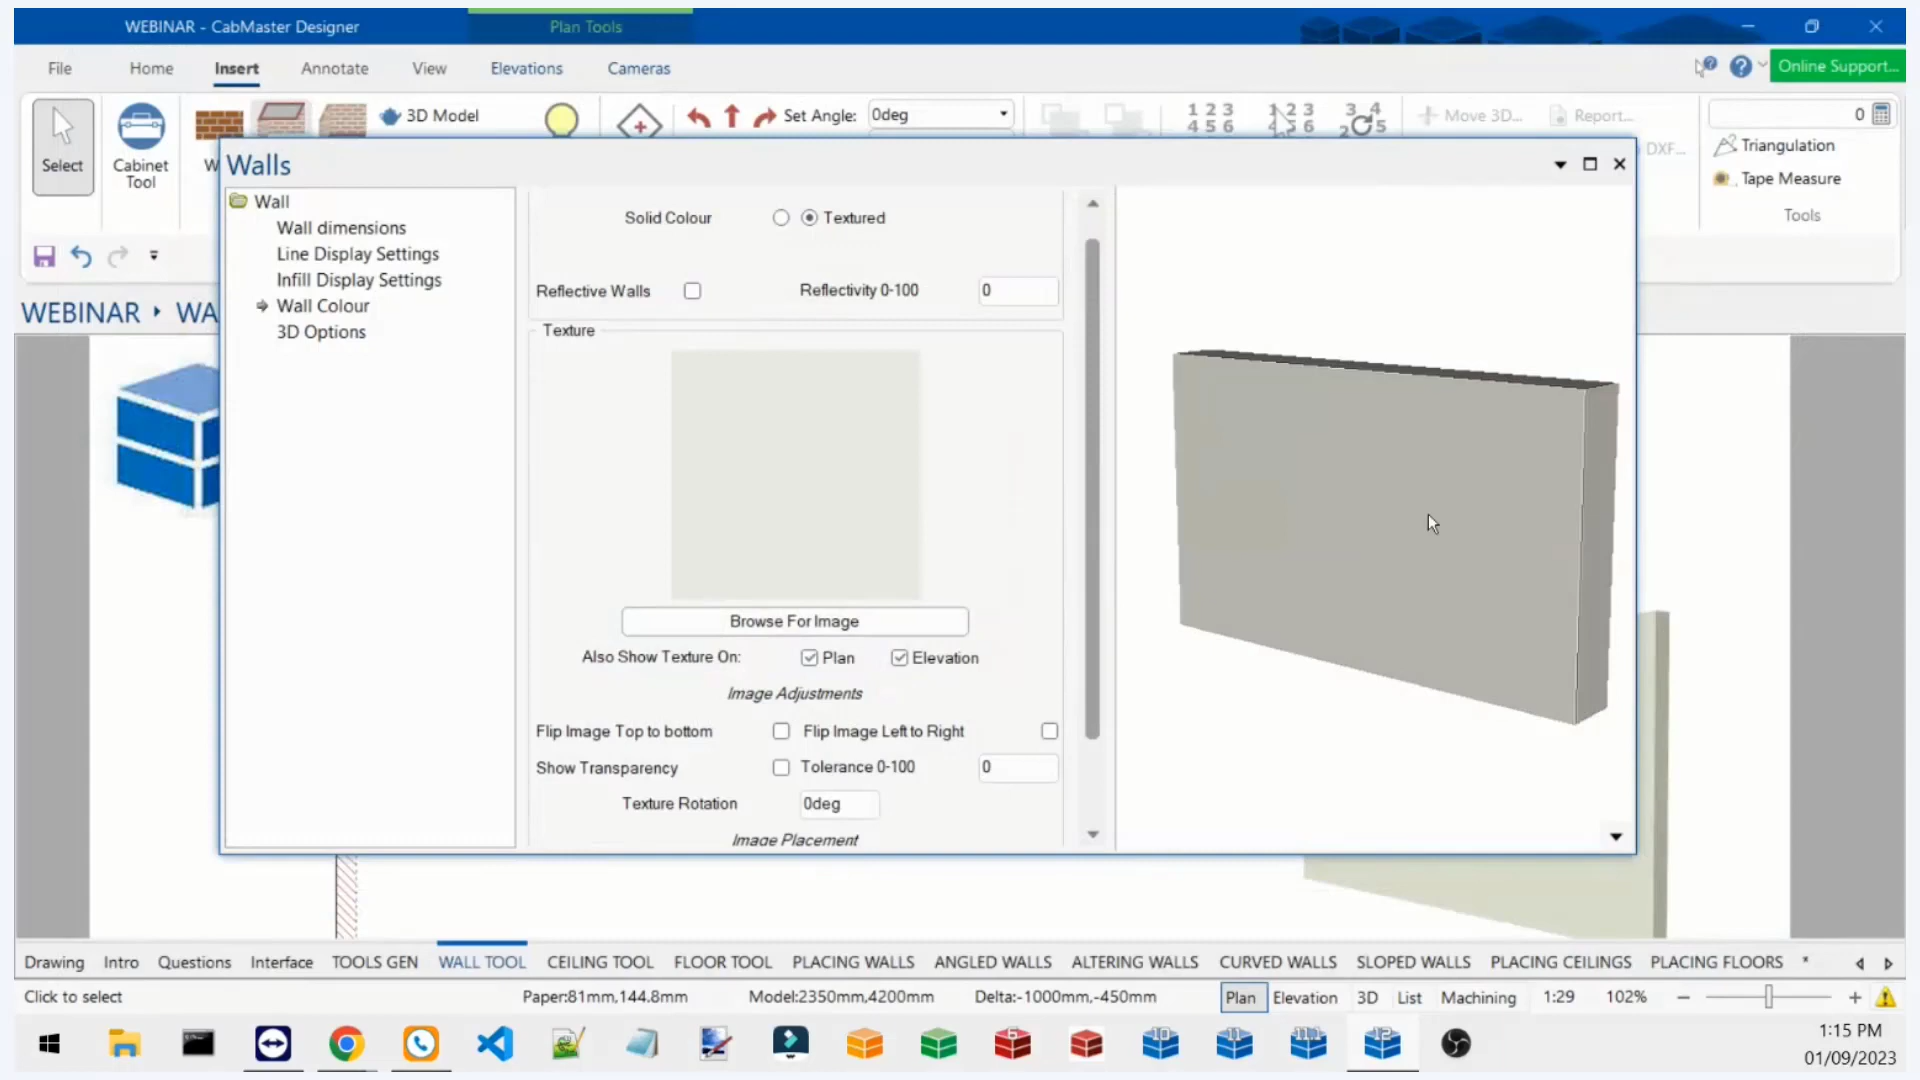 WEBINAR - CabMaster Designer
Plan Tools
File Home Insert Annotate View Elevations Cameras
Online Support...
Select
Cabinet Tool
W
3D Model
Set Angle: 0deg
Move 3D...
Report...
DXF...
0
Triangulation
Tape Measure
Tools
WEBINAR WA
Walls
Wall
Wall dimensions
Line Display Settings
Infill Display Settings
Wall Colour
3D Options
Solid Colour Textured
Reflective Walls Reflectivity 0-100 0
Texture
Browse For Image
Also Show Texture On: Plan Elevation
Image Adjustments
Flip Image Top to bottom Flip Image Left to Right
Show Transparency Tolerance 0-100 0
Texture Rotation 0deg
Image Placement
Drawing Intro Questions Interface TOOLS GEN WALL TOOL CEILING TOOL FLOOR TOOL PLACING WALLS ANGLED WALLS ALTERING WALLS CURVED WALLS SLOPED WALLS PLACING CEILINGS PLACING FLOORS *
Click to select Paper:81mm,144.8mm Model:2350mm,4200mm Delta:-1000mm,-450mm Plan Elevation 3D List Machining 1:29 102%
1:15 PM
01/09/2023